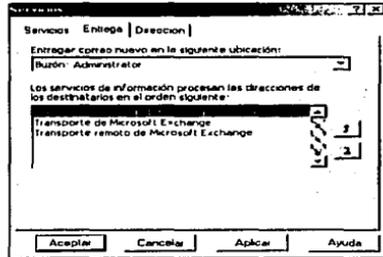 Servicios
Servicios Entrega Dirección
Entregar correo nuevo en la siguiente ubicación:
Buzón: Administrator
Los servicios de información procesan las direcciones de
los destinatarios en el orden siguiente:
Transporte de Microsoft Exchange
Transporte remoto de Microsoft Exchange
Aceptar Cancelar Aplicar Ayuda